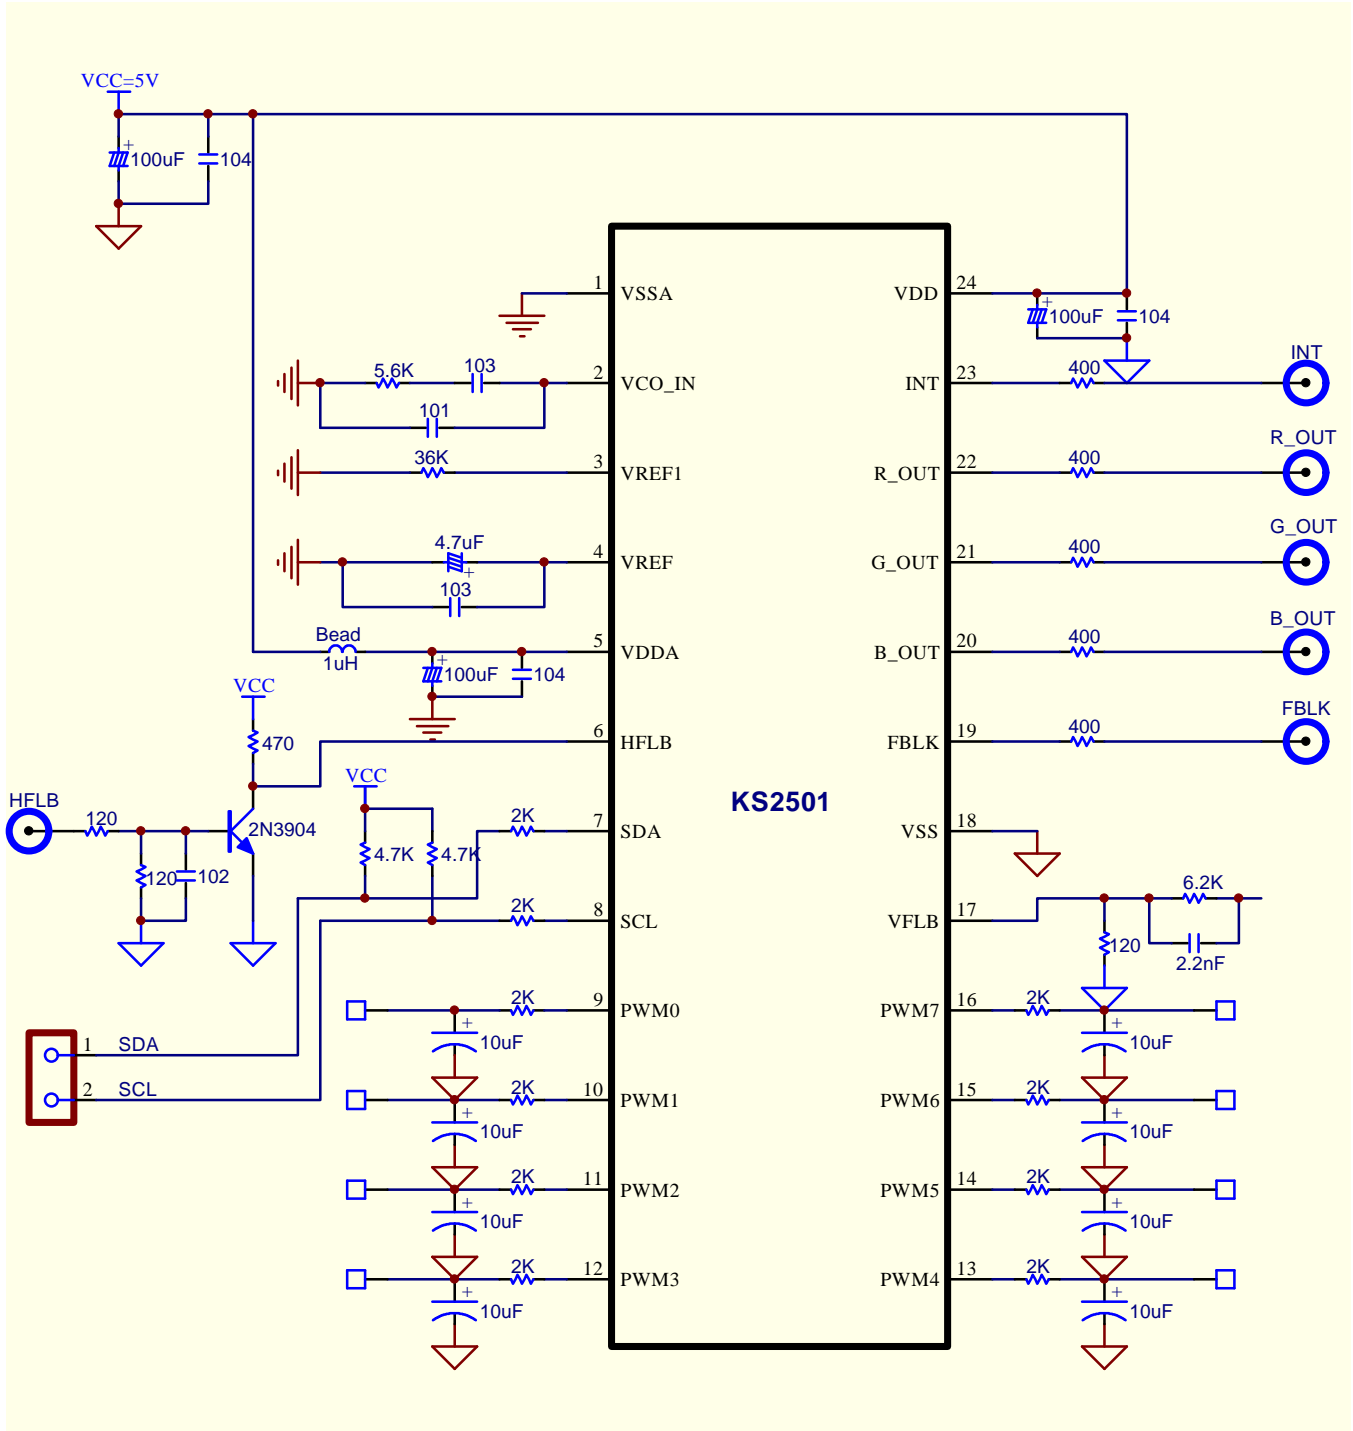 VCC=5V
+
100uF
104
1
VSSA
VDD
24
+
100uF
104
INT
5.6K
103
2
VCO_IN
INT
23
400
101
R_OUT
36K
3
VREF1
R_OUT
22
400
G_OUT
4.7uF
+
4
VREF
G_OUT
21
400
103
B_OUT
Bead
1uH
5
VDDA
B_OUT
20
400
+
100uF
104
VCC
FBLK
470
6
HFLB
FBLK
19
400
VCC
KS2501
HFLB
120
2N3904
4.7K
4.7K
2K
7
SDA
VSS
18
120
102
6.2K
2K
8
SCL
VFLB
17
120
2.2nF
2K
9
PWM0
PWM7
16
2K
+
10uF
+
10uF
1
SDA
2
SCL
2K
10
PWM1
PWM6
15
2K
+
10uF
+
10uF
2K
11
PWM2
PWM5
14
2K
+
10uF
+
10uF
2K
12
PWM3
PWM4
13
2K
+
10uF
+
10uF